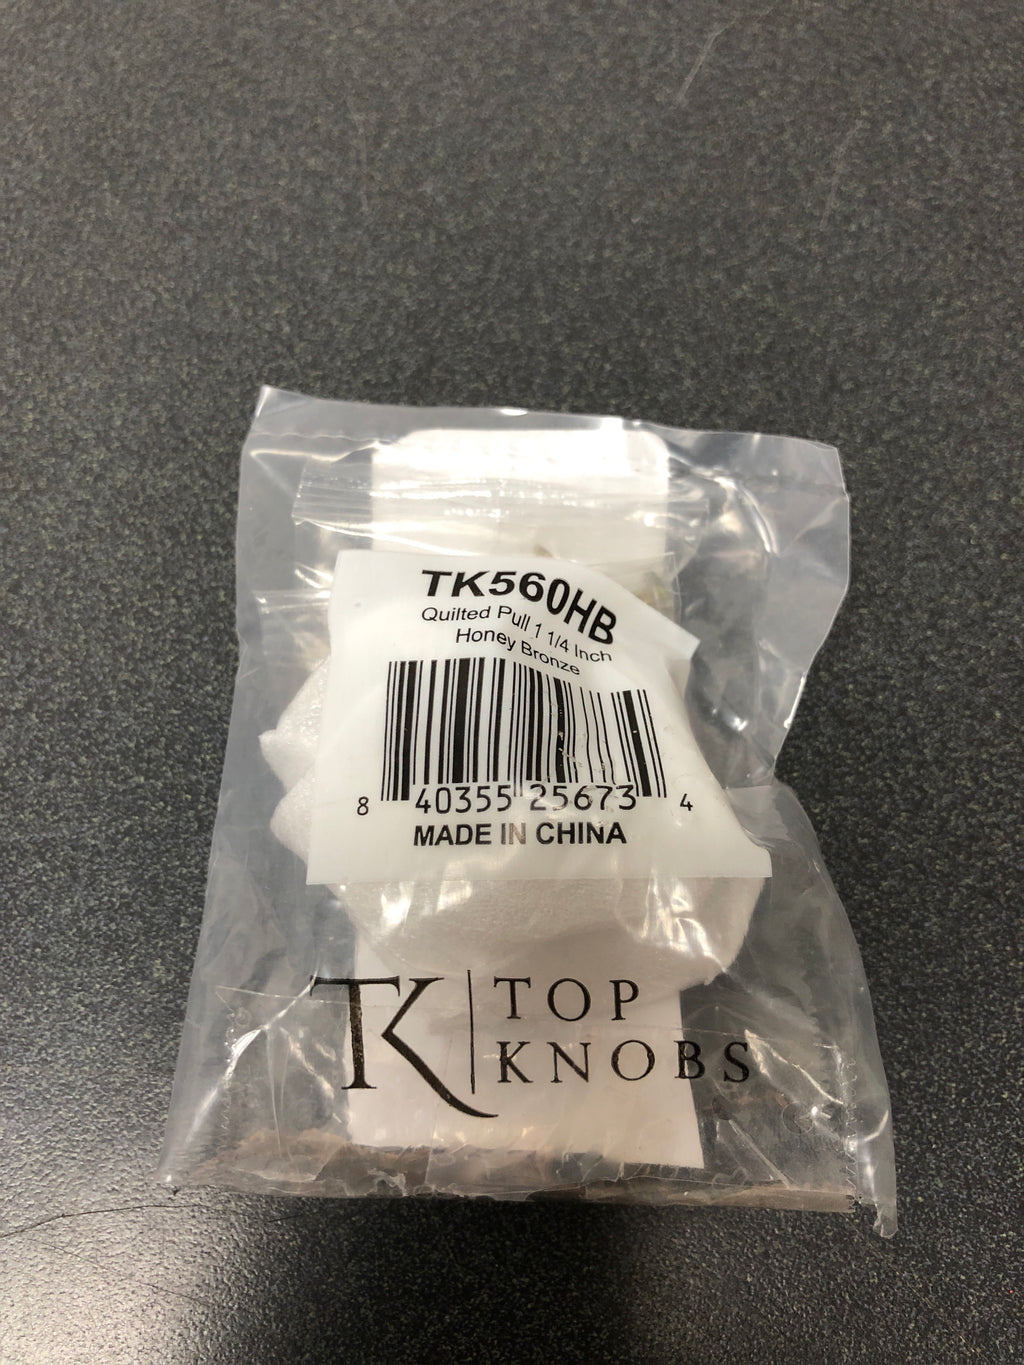 TK560HB
Quilted Pull 1 1/4 Inch
Honey Bronze
8 40355 25673 4
MADE IN CHINA
TK TOP
KNOBS